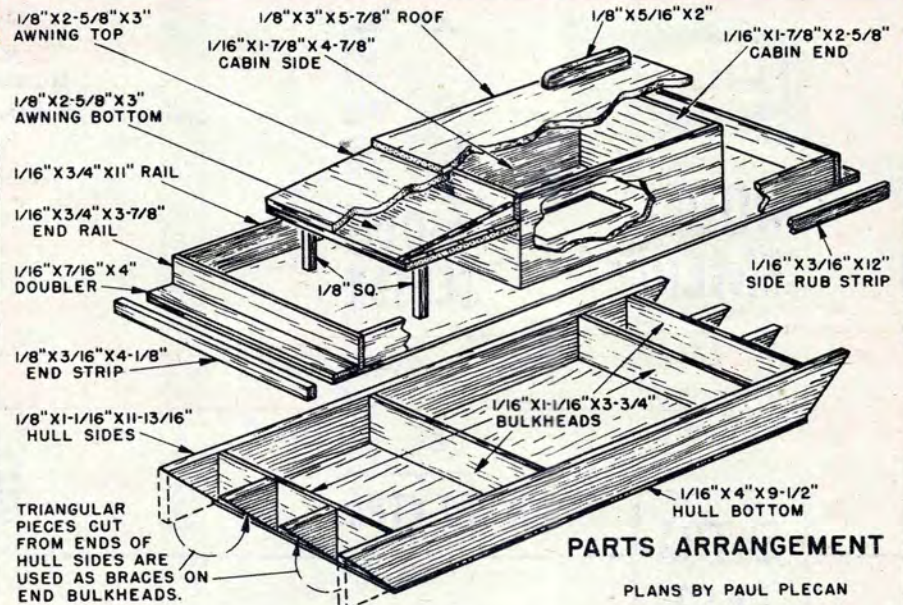 1/8"X2-5/8"X3"
AWNING TOP
1/8"X3"X5-7/8" ROOF
1/16"X1-7/8"X4-7/8"
CABIN SIDE
1/8"X5/16"X2"
1/16"X1-7/8"X2-5/8"
CABIN END
1/8"X2-5/8"X3"
AWNING BOTTOM
1/16"X3/4"X11" RAIL
1/16"X3/4"X3-7/8"
END RAIL
1/16"X7/16"X4"
DOUBLER
1/8" SQ.
1/16"X3/16"X12"
SIDE RUB STRIP
1/8"X3/16"X4-1/8"
END STRIP
1/8"X1-1/16"X11-13/16"
HULL SIDES
1/16"X1-1/16"X3-3/4"
BULKHEADS
1/16"X4"X9-1/2"
HULL BOTTOM
TRIANGULAR
PIECES CUT
FROM ENDS OF
HULL SIDES ARE
USED AS BRACES ON
END BULKHEADS.
PARTS ARRANGEMENT
PLANS BY PAUL PLECAN